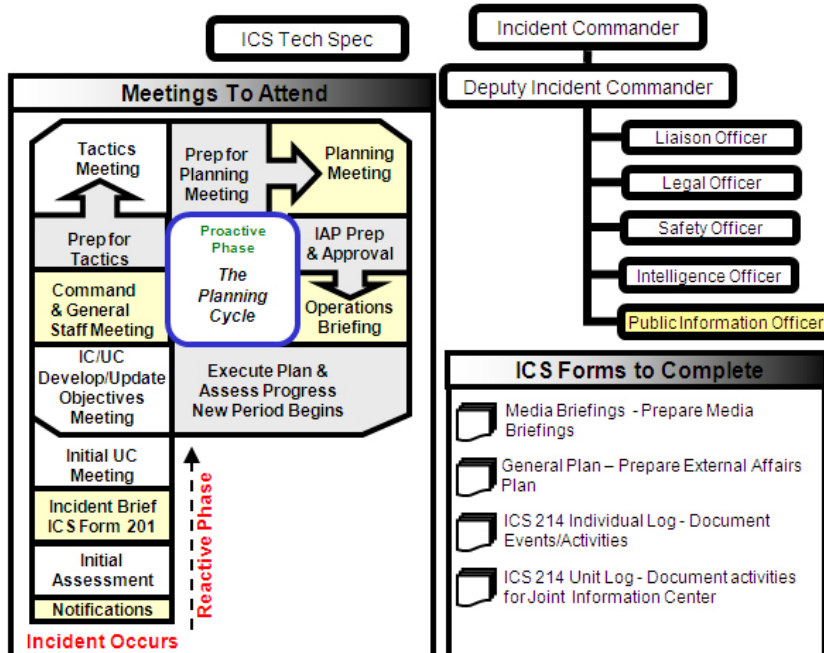 ICS Tech Spec
Incident Commander
Deputy Incident Commander
Liaison Officer
Legal Officer
Safety Officer
Intelligence Officer
Public Information Officer
Meetings To Attend
Tactics
Meeting
Prep for
Planning
Meeting
Planning
Meeting
Prep for
Tactics
Proactive
Phase
The
Planning
Cycle
IAP Prep
& Approval
Command
& General
Staff Meeting
Operations
Briefing
IC/UC
Develop/Update
Objectives
Meeting
Execute Plan &
Assess Progress
New Period Begins
Initial UC
Meeting
Incident Brief
ICS Form 201
Initial
Assessment
Notifications
Reactive Phase
Incident Occurs
ICS Forms to Complete
Media Briefings - Prepare Media
Briefings
General Plan – Prepare External Affairs
Plan
ICS 214 Individual Log - Document
Events/Activities
ICS 214 Unit Log - Document activities
for Joint Information Center